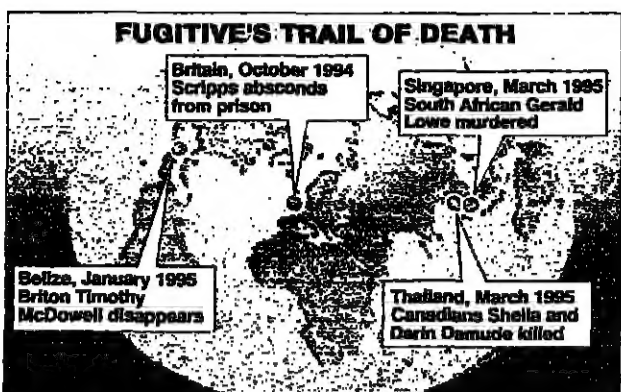 FUGITIVE'S TRAIL OF DEATH
Britain, October 1994
Scripps absconds
from prison
Singapore, March 1995
South African Gerald
Lowe murdered
Belize, January 1995
Briton Timothy
McDowell disappears
Thailand, March 1995
Canadians Sheila and
Darin Damude killed